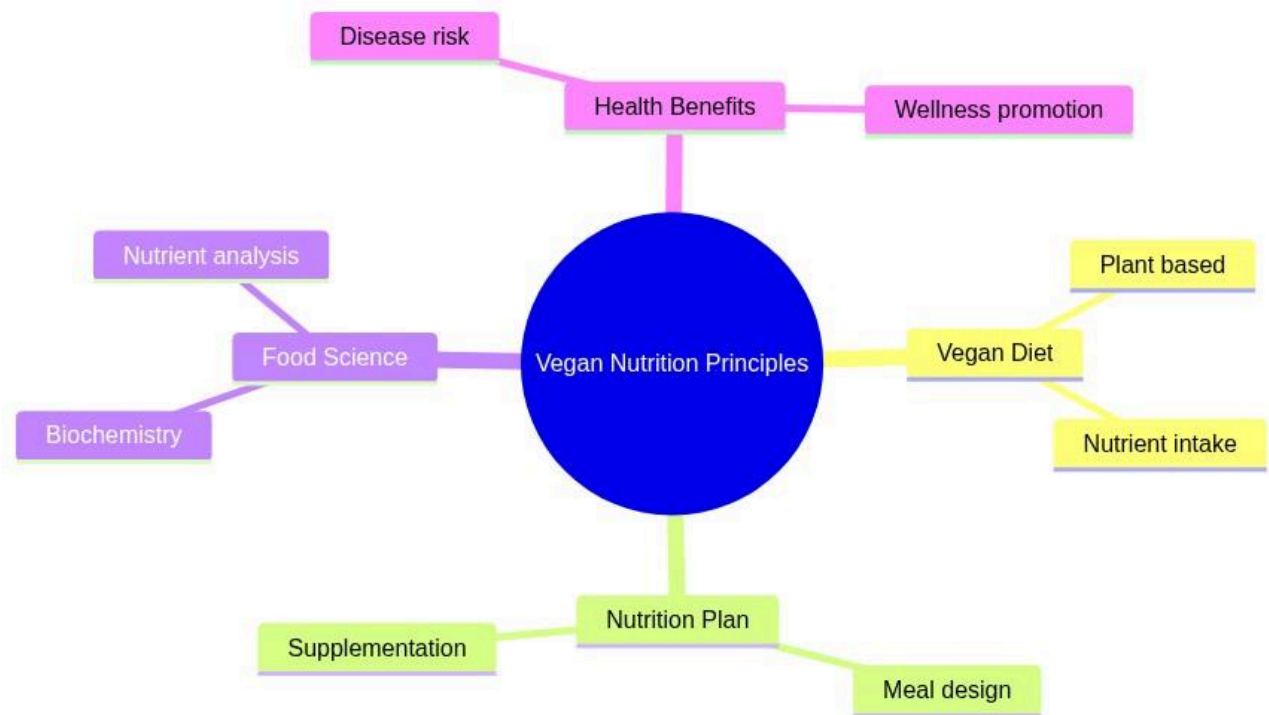 Disease risk
Health Benefits
Wellness promotion
Nutrient analysis
Plant based
Food Science
Vegan Nutrition Principles
Vegan Diet
Biochemistry
Nutrient intake
Nutrition Plan
Supplementation
Meal design